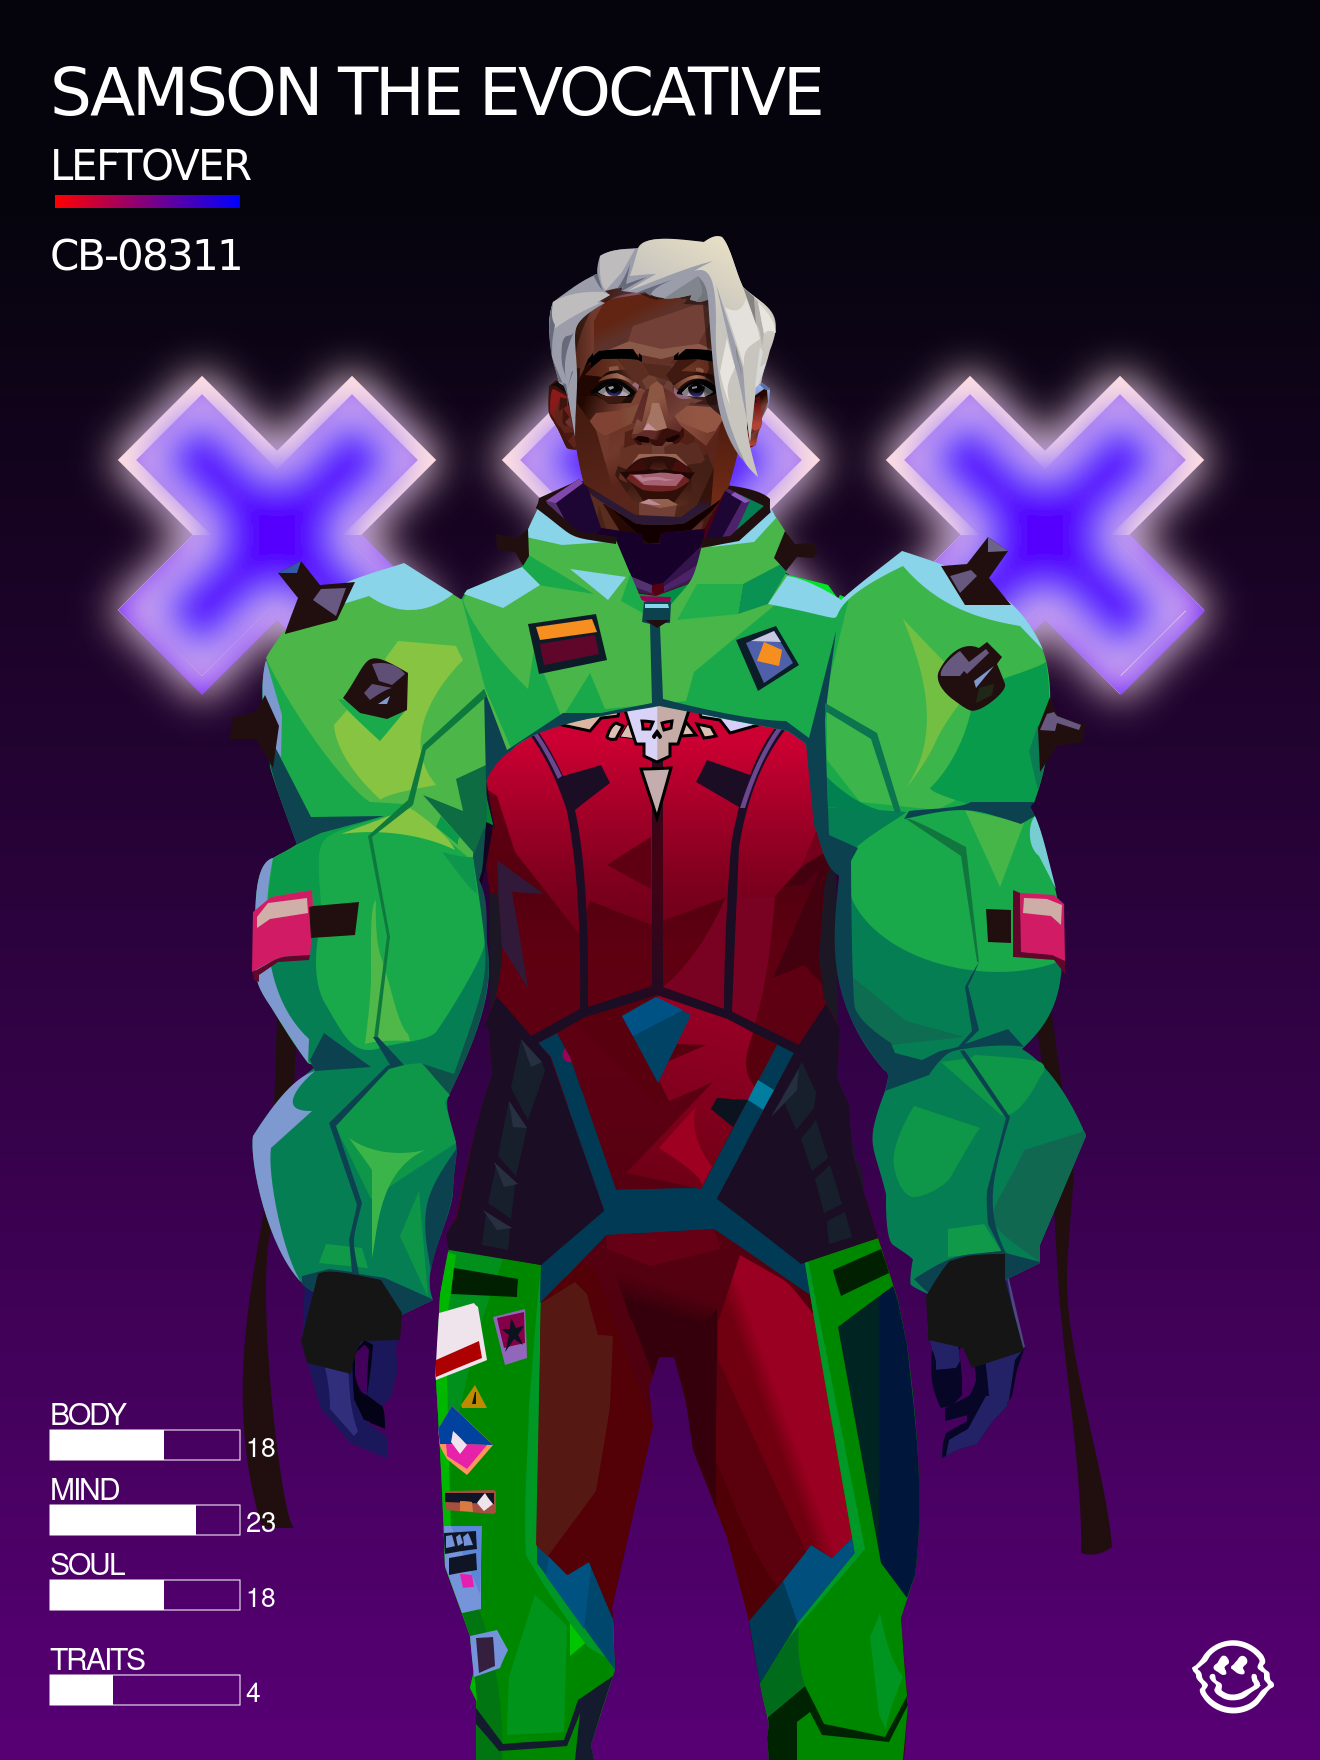 SAMSON THE EVOCATIVE
LEFTOVER
CB-08311
BODY
18
MIND
23
SOUL
18
TRAITS
4